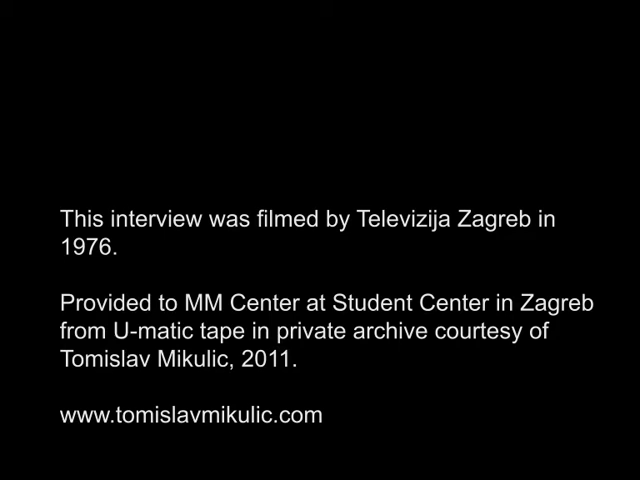 This interview was filmed by Televizija Zagreb in
1976.
Provided to MM Center at Student Center in Zagreb
from U-matic tape in private archive courtesy of
Tomislav Mikulic, 2011.
www.tomislavmikulic.com